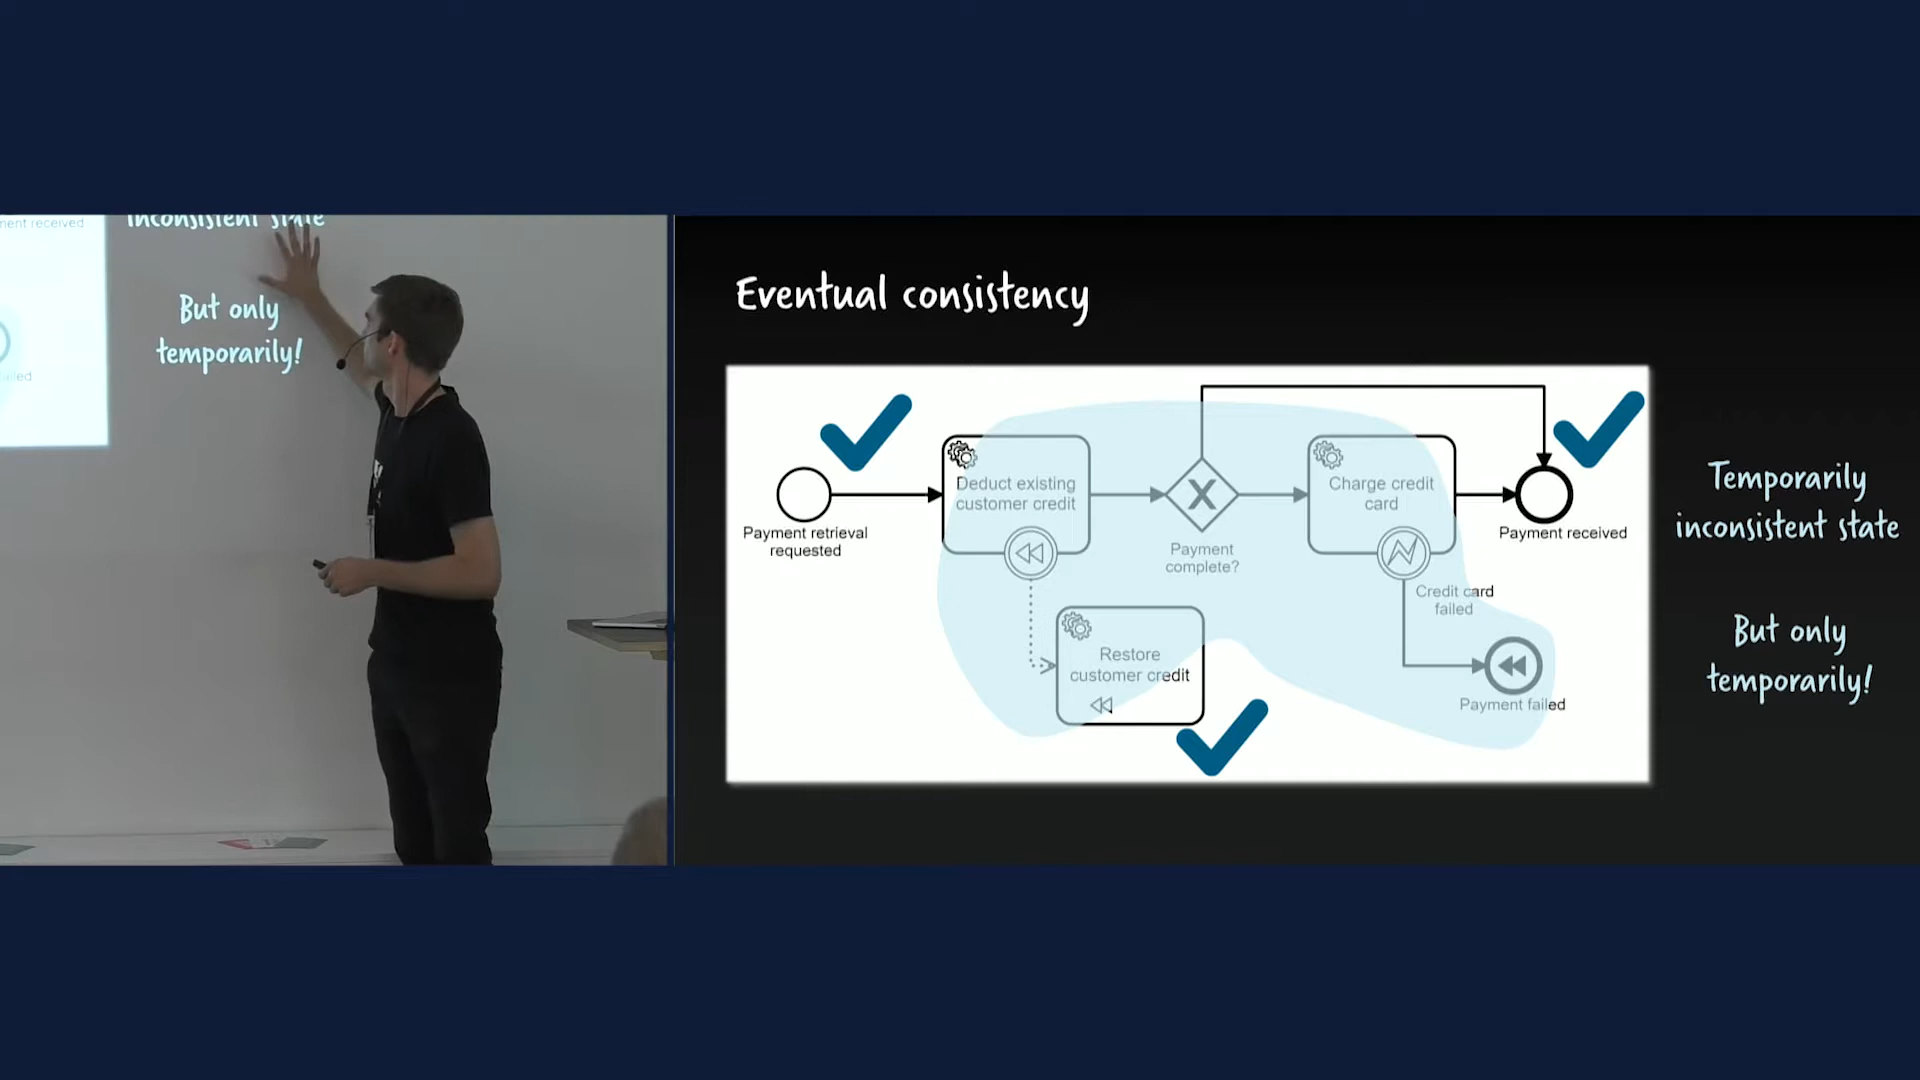 inconsistent state
But only
temporarily!
Eventual consistency
Payment retrieval
requested
Deduct existing
customer credit
Payment
complete?
Charge credit
card
Payment received
Credit card
failed
Restore
customer credit
Payment failed
Temporarily
inconsistent state
But only
temporarily!